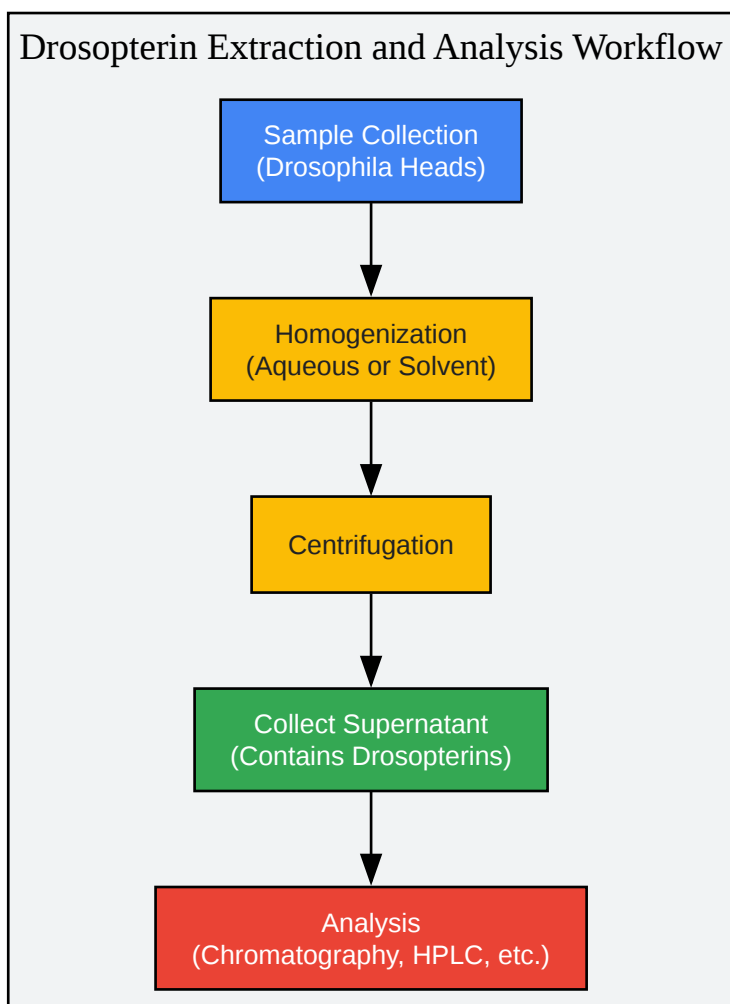 Drosopterin Extraction and Analysis Workflow
Sample Collection
(Drosophila Heads)
Homogenization
(Aqueous or Solvent)
Centrifugation
Collect Supernatant
(Contains Drosopterins)
Analysis
(Chromatography, HPLC, etc.)